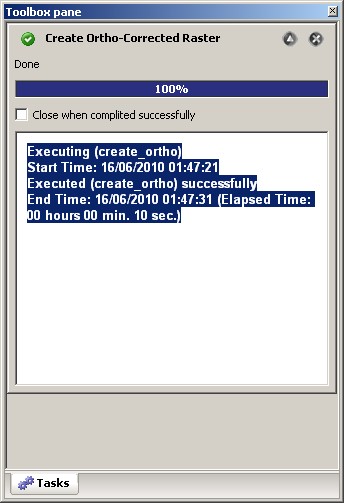 Toolbox pane
Create Ortho-Corrected Raster
Done
100%
Close when complited successfully
Executing (create_ortho)
Start Time: 16/06/2010 01:47:21
Executed (create_ortho) successfully
End Time: 16/06/2010 01:47:31 (Elapsed Time:
00 hours 00 min. 10 sec.)
Tasks